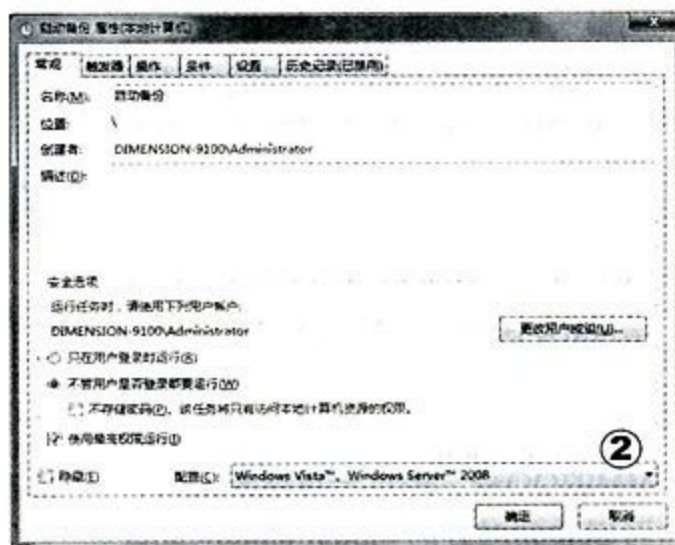 自动备份 属性(本地计算机)
常规 触发器 操作 条件 设置 历史记录(已禁用)
名称(M): 自动备份
位置: \
创建者: DIMENSION-9100\Administrator
描述(D):
安全选项
运行任务时，请使用下列用户帐户:
DIMENSION-9100\Administrator
更改用户或组(U)...
只在用户登录时运行(R)
不管用户是否登录都要运行(W)
不存储密码(P)。该任务将只有访问本地计算机资源的权限。
使用最高权限运行(I)
②
隐藏(E) 配置(C): Windows Vista™、Windows Server™ 2008
确定 取消